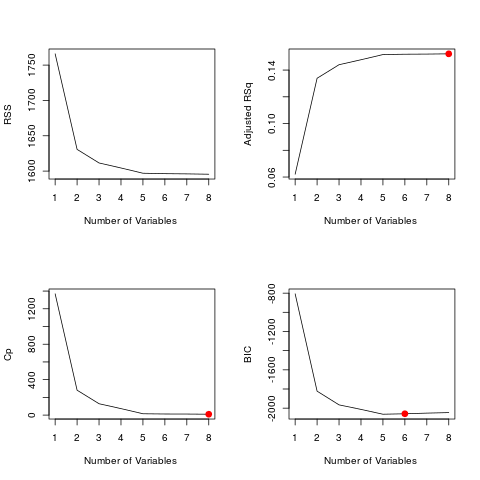 RSS
1750
1700
1650
1600
1 2 3 4 5 6 7 8
Number of Variables
Adjusted RSq
0.14
0.10
0.06
1 2 3 4 5 6 7 8
Number of Variables
Cp
1200
800
400
0
1 2 3 4 5 6 7 8
Number of Variables
BIC
-800
-1200
-1600
-2000
1 2 3 4 5 6 7 8
Number of Variables